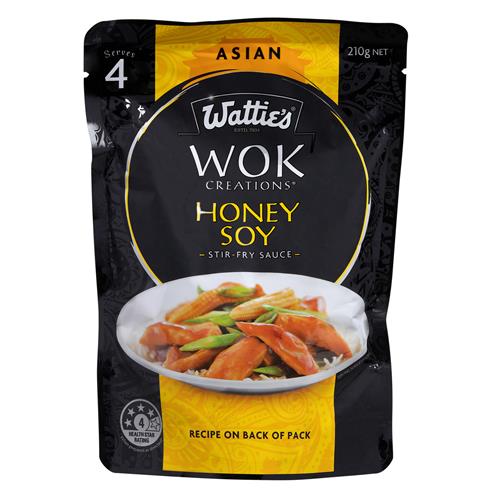 Serves
4
ASIAN
210g NET
Wattie's®
ESTD. 1934
WOK
CREATIONS®
HONEY
SOY
- STIR-FRY SAUCE -
4
HEALTH STAR
RATING
RECIPE ON BACK OF PACK